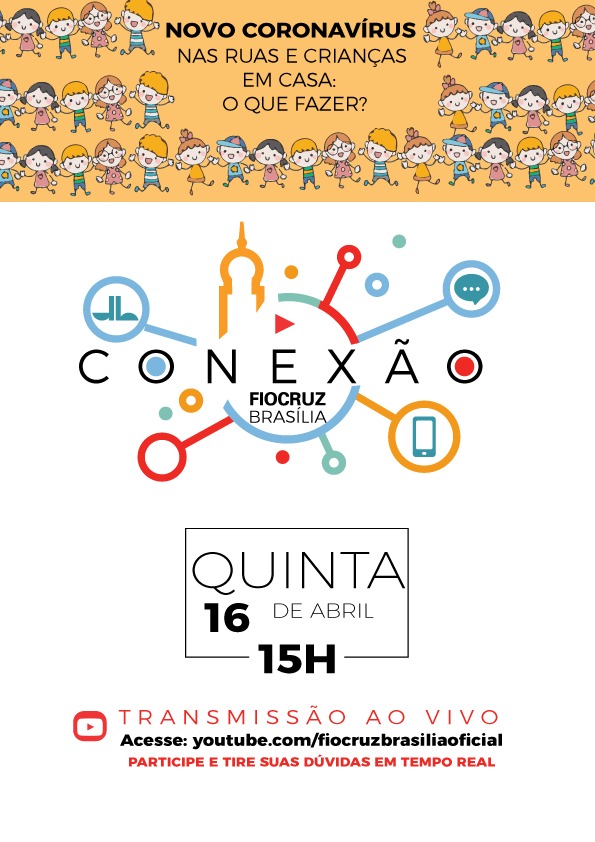 NOVO CORONAVÍRUS
NAS RUAS E CRIANÇAS
EM CASA:
O QUE FAZER?
CONEXÃO
FIOCRUZ
BRASÍLIA
QUINTA
16 DE ABRIL
15H
TRANSMISSÃO AO VIVO
Acesse: youtube.com/fiocruzbrasiliaoficial
PARTICIPE E TIRE SUAS DÚVIDAS EM TEMPO REAL